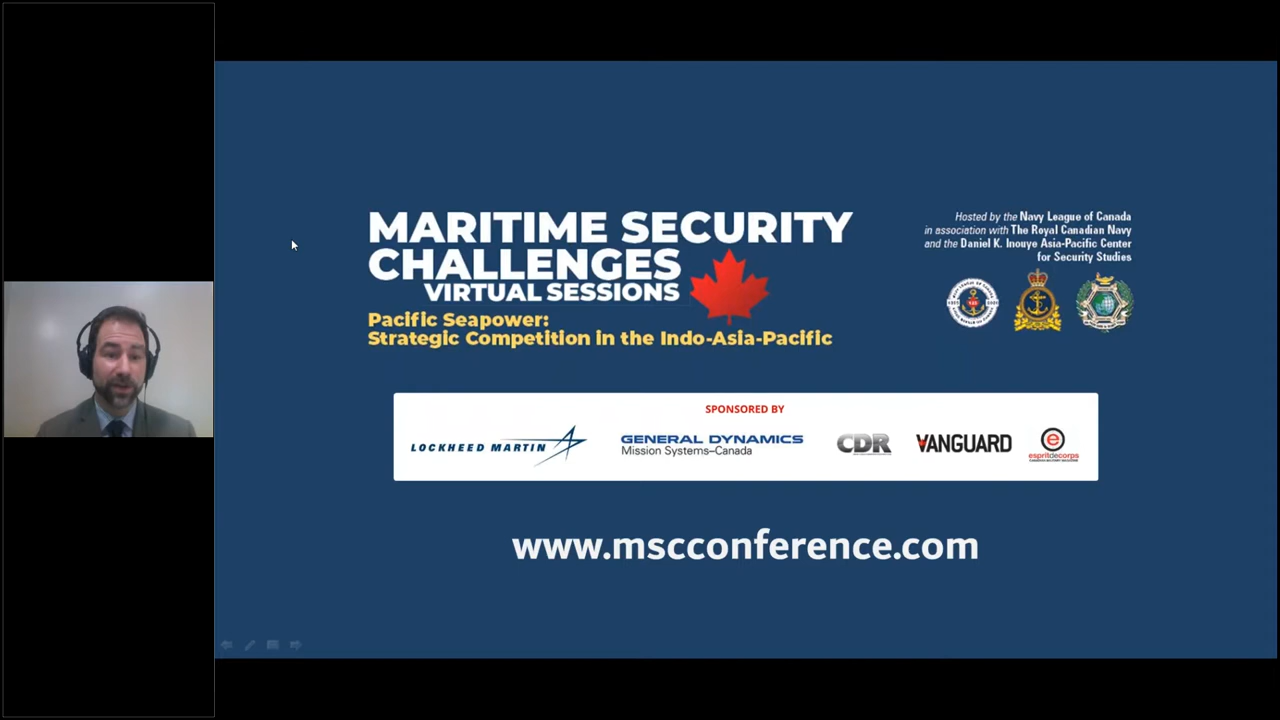 MARITIME SECURITY
CHALLENGES
VIRTUAL SESSIONS
Pacific Seapower:
Strategic Competition in the Indo-Asia-Pacific
Hosted by the Navy League of Canada
in association with The Royal Canadian Navy
and the Daniel K. Inouye Asia-Pacific Center
for Security Studies
SPONSORED BY
LOCKHEED MARTIN
GENERAL DYNAMICS
Mission Systems–Canada
CDR
VANGUARD
e
espritdecorps
www.mscconference.com